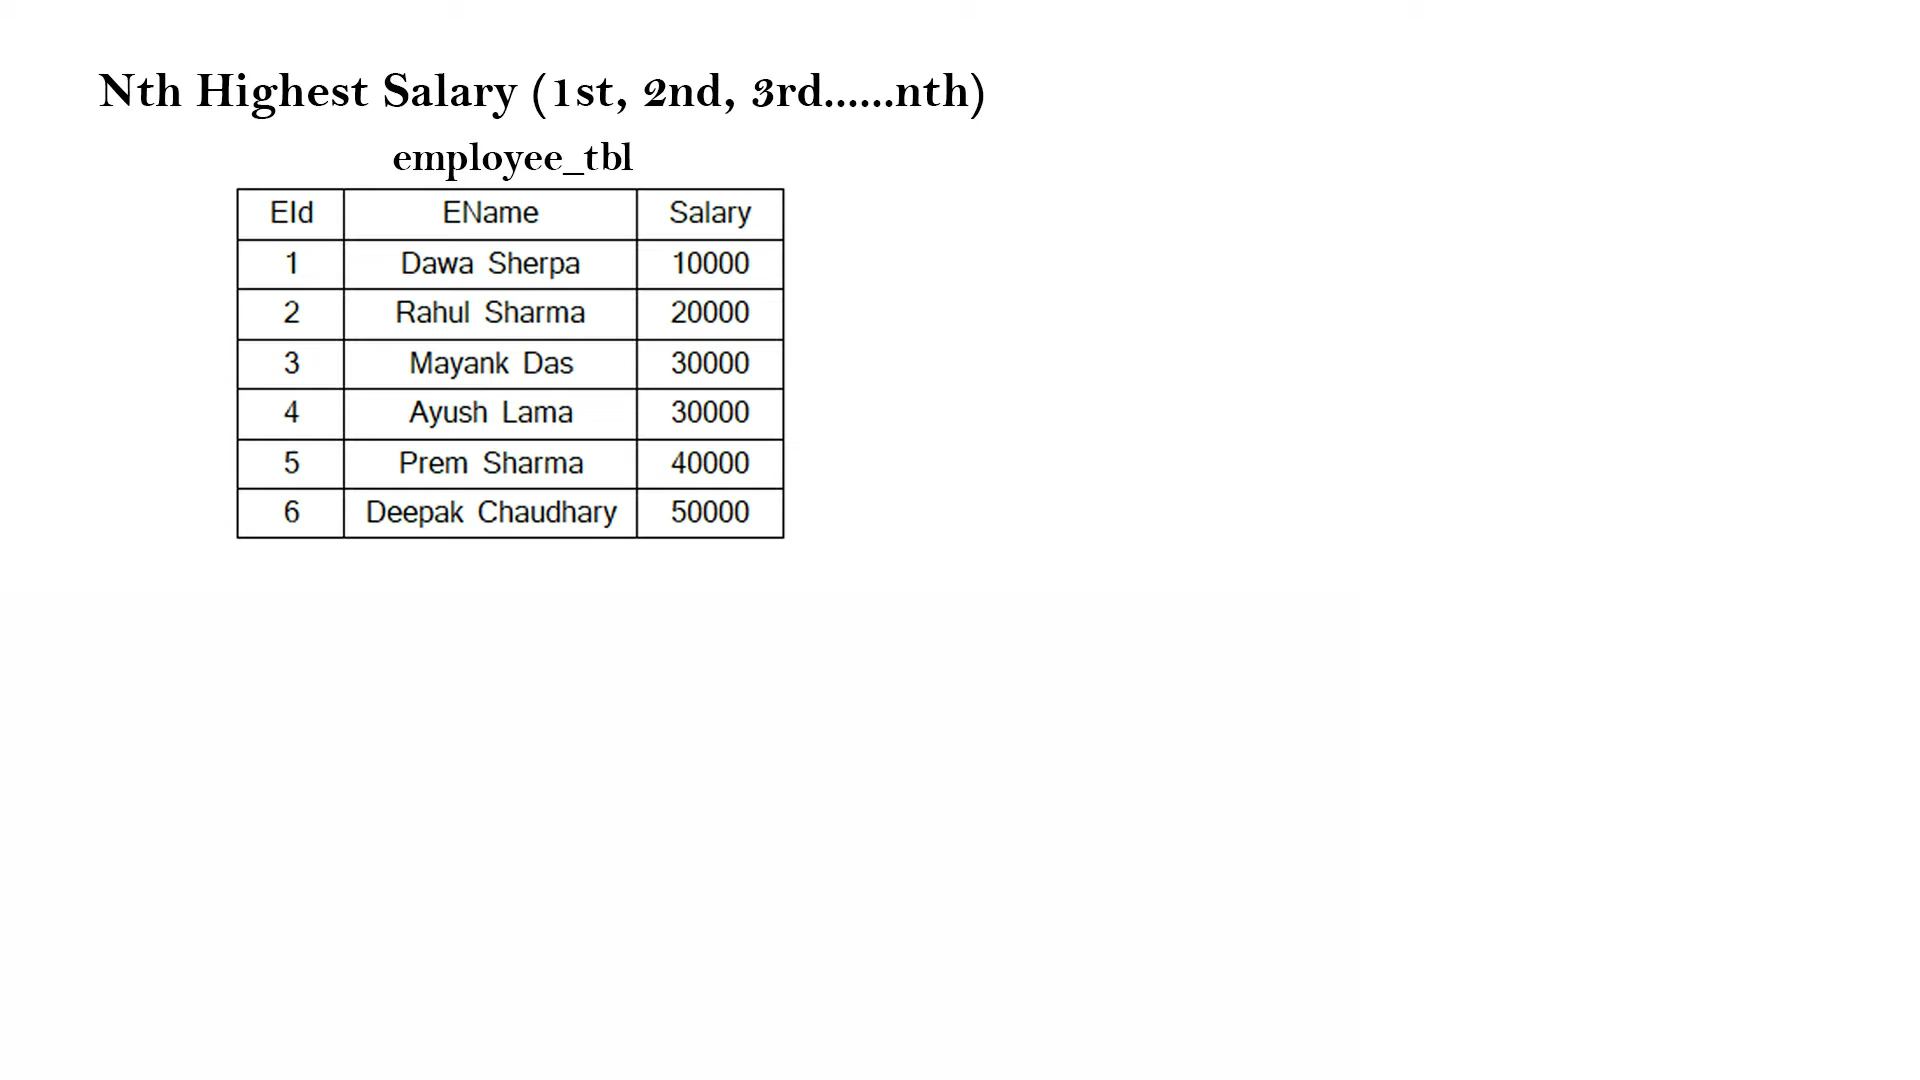 Nth Highest Salary (1st, 2nd, 3rd......nth)
employee_tbl
EId EName Salary
1 Dawa Sherpa 10000
2 Rahul Sharma 20000
3 Mayank Das 30000
4 Ayush Lama 30000
5 Prem Sharma 40000
6 Deepak Chaudhary 50000